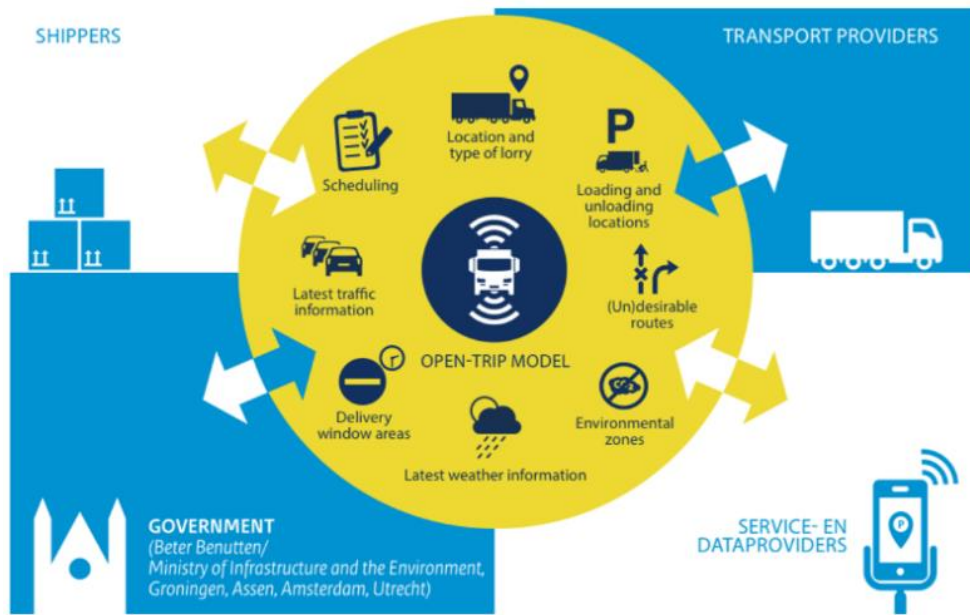 SHIPPERS
TRANSPORT PROVIDERS
Location and
type of lorry
P
Scheduling
Loading and
unloading
locations
Latest traffic
information
(Un)desirable
routes
OPEN-TRIP MODEL
Delivery
window areas
CO2
Environmental
zones
Latest weather information
GOVERNMENT
(Beter Benutten/
Ministry of Infrastructure and the Environment,
Groningen, Assen, Amsterdam, Utrecht)
SERVICE- EN
DATAPROVIDERS
P